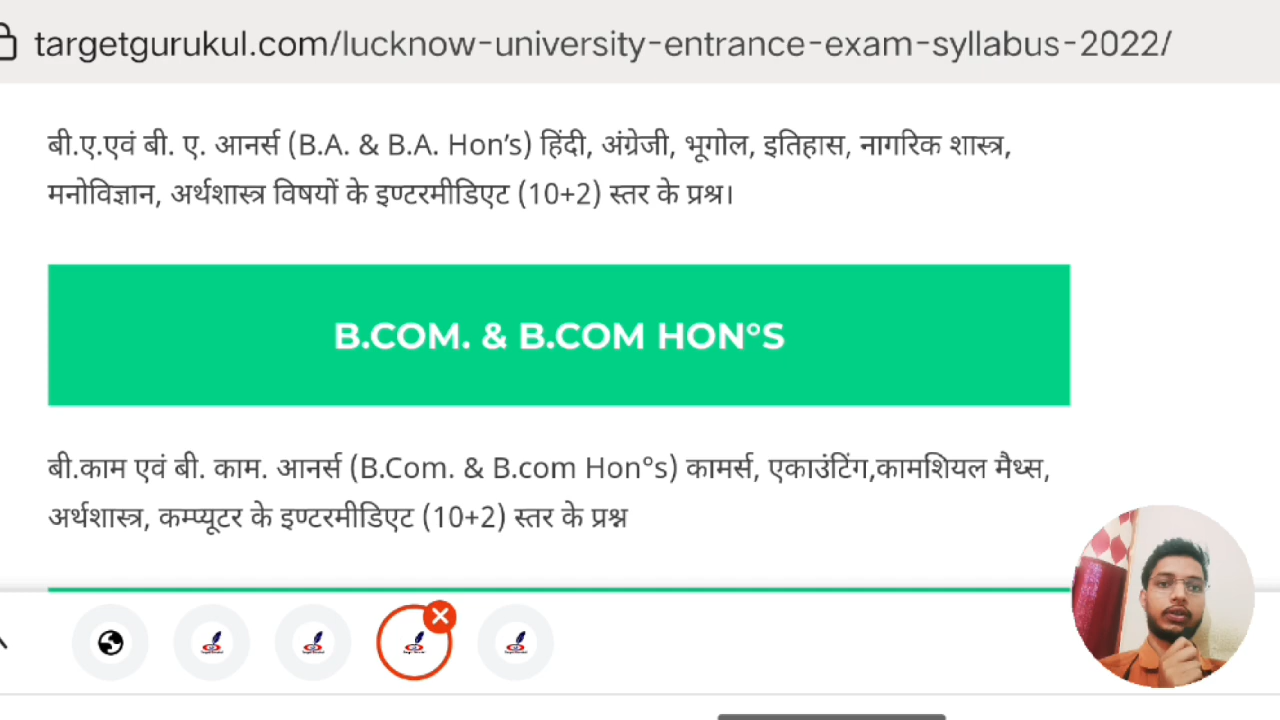 targetgurukul.com/lucknow-university-entrance-exam-syllabus-2022/
बी.ए.एवं बी. ए. आनर्स (B.A. & B.A. Hon’s) हिंदी, अंग्रेजी, भूगोल, इतिहास, नागरिक शास्त्र,
मनोविज्ञान, अर्थशास्त्र विषयों के इण्टरमीडिएट (10+2) स्तर के प्रश्र।
B.COM. & B.COM HON°S
बी.काम एवं बी. काम. आनर्स (B.Com. & B.com Hon°s) कामर्स, एकाउंटिंग,कामशियल मैथ्स,
अर्थशास्त्र, कम्प्यूटर के इण्टरमीडिएट (10+2) स्तर के प्रश्न